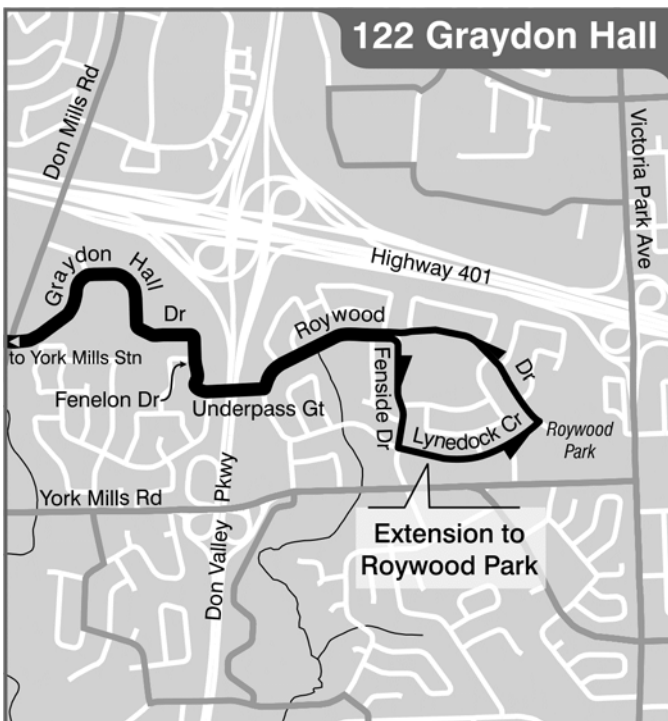 122 Graydon Hall
Don Mills Rd
Victoria Park Ave
Highway 401
Graydon Hall Dr
to York Mills Stn
Fenelon Dr
Underpass Gt
Roywood Dr
Fenside Dr
Lynedock Cr
Roywood
Park
York Mills Rd
Don Valley Pkwy
Extension to
Roywood Park